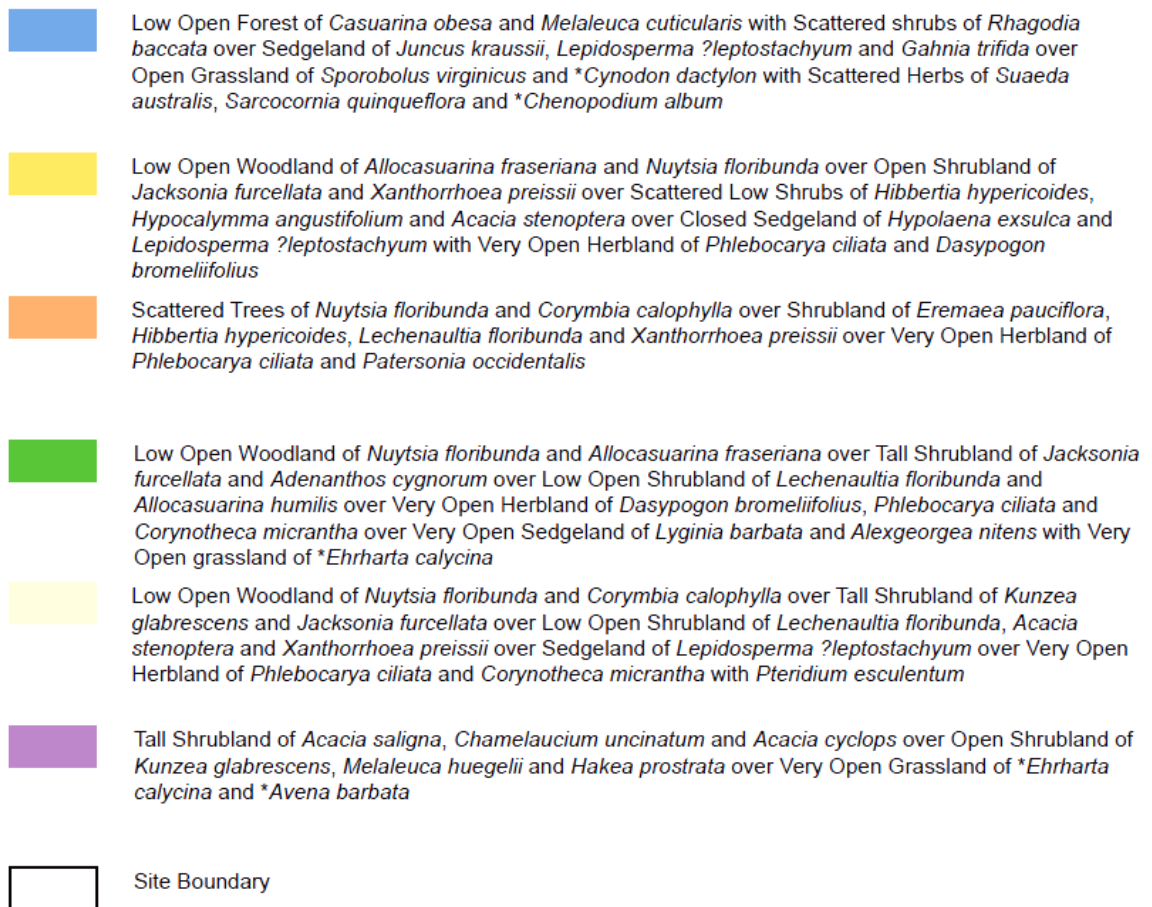 Low Open Forest of Casuarina obesa and Melaleuca cuticularis with Scattered shrubs of Rhagodia
baccata over Sedgeland of Juncus kraussii, Lepidosperma ?leptostachyum and Gahnia trifida over
Open Grassland of Sporobolus virginicus and *Cynodon dactylon with Scattered Herbs of Suaeda
australis, Sarcocornia quinqueflora and *Chenopodium album
Low Open Woodland of Allocasuarina fraseriana and Nuytsia floribunda over Open Shrubland of
Jacksonia furcellata and Xanthorrhoea preissii over Scattered Low Shrubs of Hibbertia hypericoides,
Hypocalymma angustifolium and Acacia stenoptera over Closed Sedgeland of Hypolaena exsulca and
Lepidosperma ?leptostachyum with Very Open Herbland of Phlebocarya ciliata and Dasypogon
bromeliifolius
Scattered Trees of Nuytsia floribunda and Corymbia calophylla over Shrubland of Eremaea pauciflora,
Hibbertia hypericoides, Lechenaultia floribunda and Xanthorrhoea preissii over Very Open Herbland of
Phlebocarya ciliata and Patersonia occidentalis
Low Open Woodland of Nuytsia floribunda and Allocasuarina fraseriana over Tall Shrubland of Jacksonia
furcellata and Adenanthos cygnorum over Low Open Shrubland of Lechenaultia floribunda and
Allocasuarina humilis over Very Open Herbland of Dasypogon bromeliifolius, Phlebocarya ciliata and
Corynotheca micrantha over Very Open Sedgeland of Lyginia barbata and Alexgeorgea nitens with Very
Open grassland of *Ehrharta calycina
Low Open Woodland of Nuytsia floribunda and Corymbia calophylla over Tall Shrubland of Kunzea
glabrescens and Jacksonia furcellata over Low Open Shrubland of Lechenaultia floribunda, Acacia
stenoptera and Xanthorrhoea preissii over Sedgeland of Lepidosperma ?leptostachyum over Very Open
Herbland of Phlebocarya ciliata and Corynotheca micrantha with Pteridium esculentum
Tall Shrubland of Acacia saligna, Chamelaucium uncinatum and Acacia cyclops over Open Shrubland of
Kunzea glabrescens, Melaleuca huegelii and Hakea prostrata over Very Open Grassland of *Ehrharta
calycina and *Avena barbata
Site Boundary